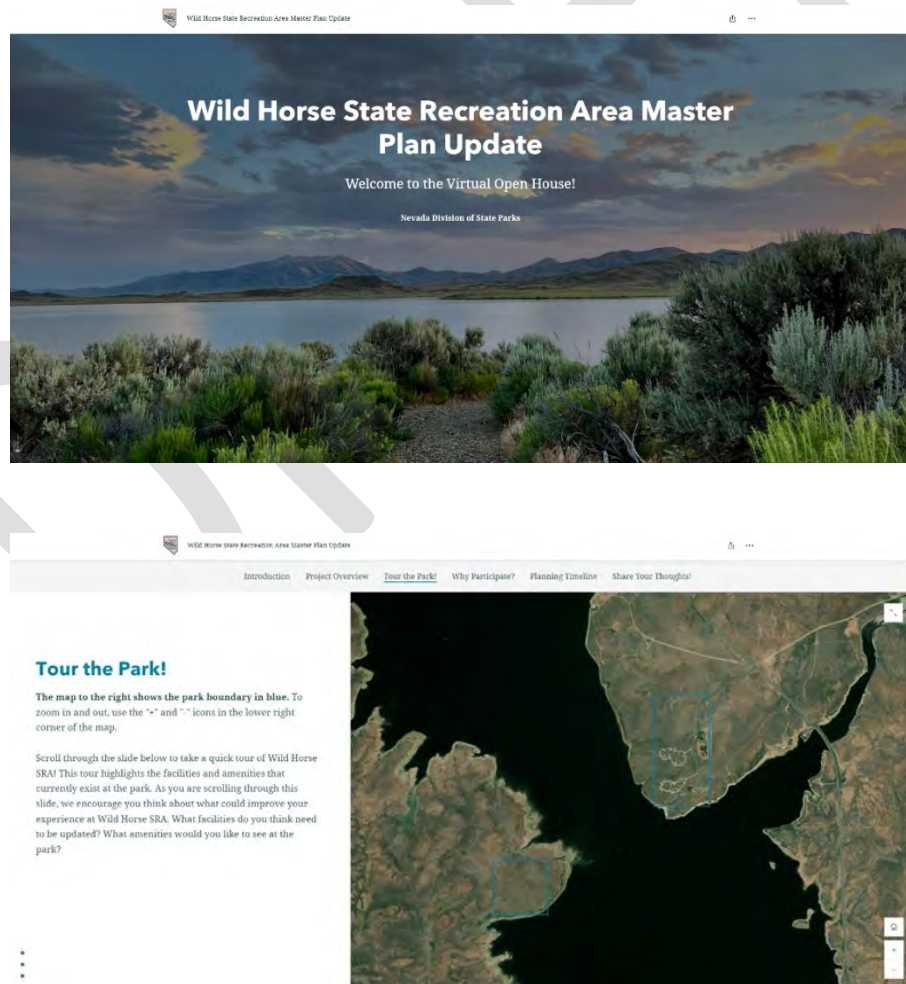 Wild Horse State Recreation Area Master Plan Update
Wild Horse State Recreation Area Master
Plan Update
Welcome to the Virtual Open House!
Nevada Division of State Parks
Wild Horse State Recreation Area Master Plan Update
Introduction Project Overview Tour the Park! Why Participate? Planning Timeline Share Your Thoughts!
Tour the Park!
The map to the right shows the park boundary in blue. To
zoom in and out, use the "+" and "-" icons in the lower right
corner of the map.
Scroll through the slide below to take a quick tour of Wild Horse
SRA! This tour highlights the facilities and amenities that
currently exist at the park. As you are scrolling through this
slide, we encourage you think about what could improve your
experience at Wild Horse SRA. What facilities do you think need
to be updated? What amenities would you like to see at the
park?